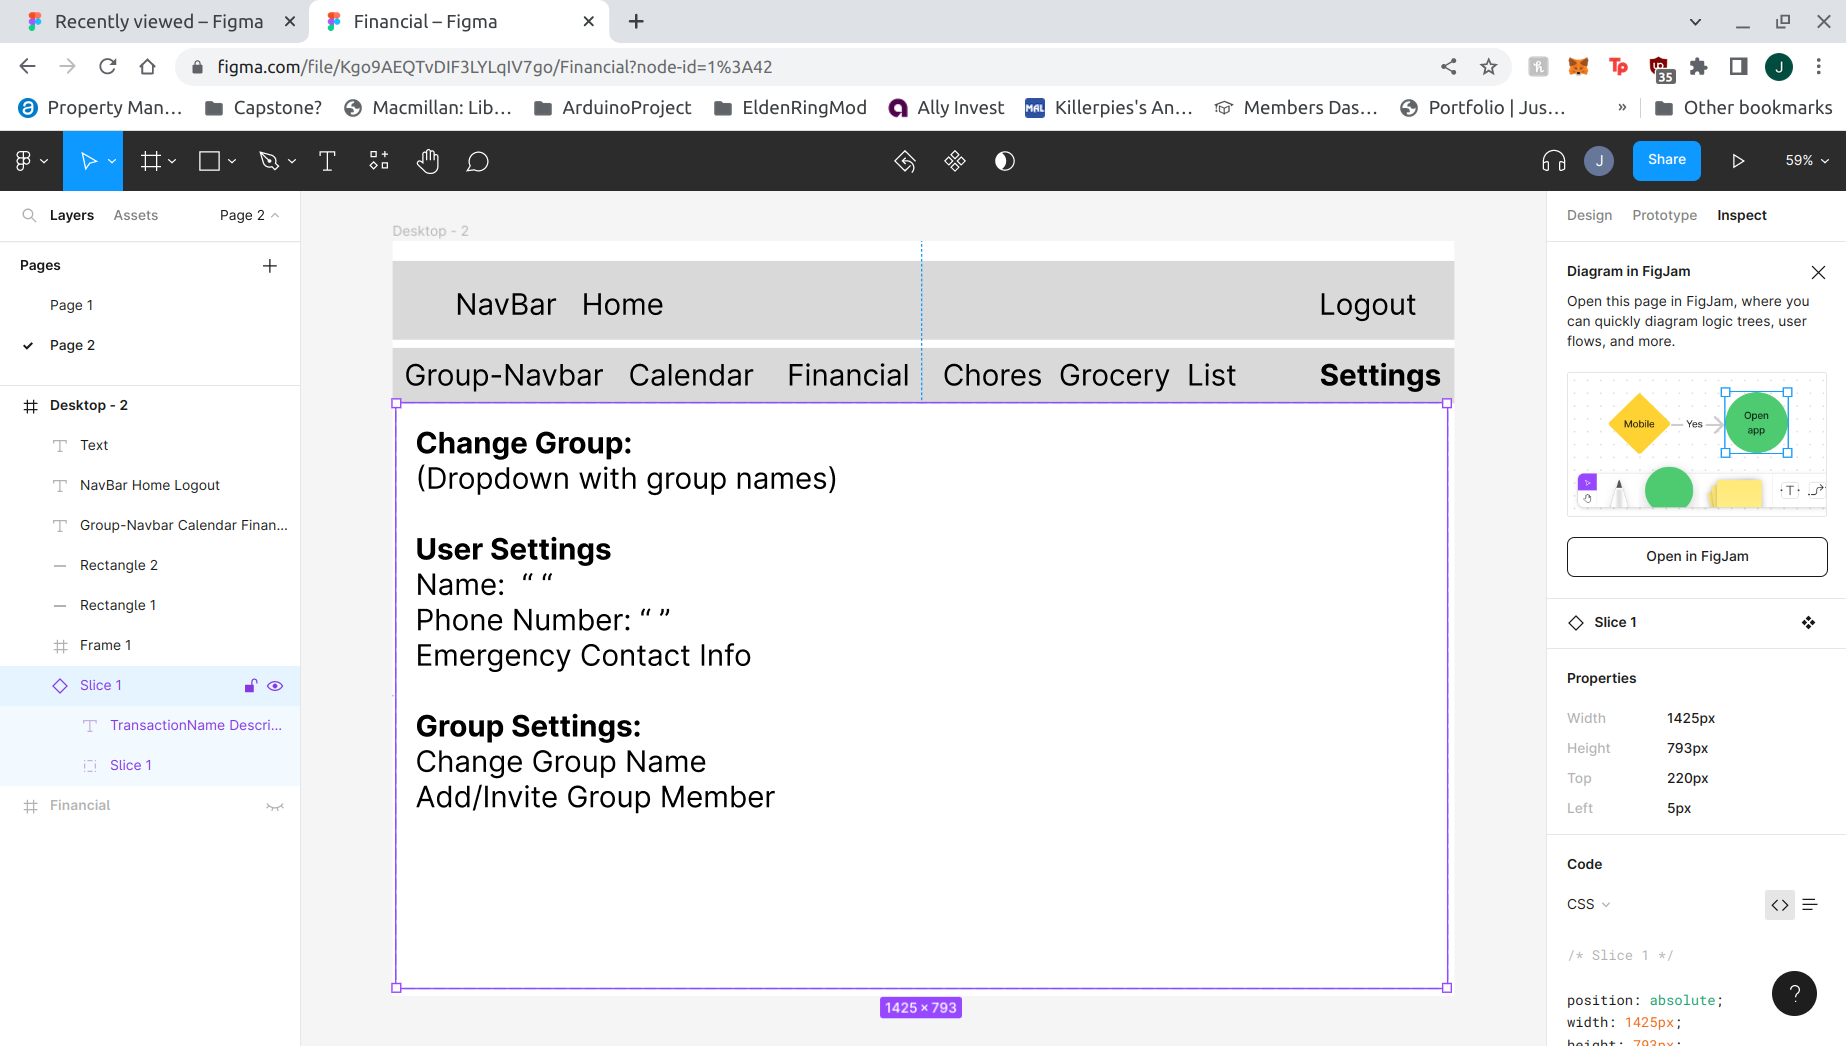 Recently viewed – Figma
Financial – Figma
figma.com/file/Kgo9AEQTvDIF3LYLqIV7go/Financial?node-id=1%3A42
35
J
Property Man...
Capstone?
Macmillan: Lib...
ArduinoProject
EldenRingMod
Ally Invest
MAL
Killerpies's An...
Members Das...
Portfolio | Jus...
»
Other bookmarks
J
Share
59%
Layers
Assets
Page 2
Pages
Page 1
Page 2
Desktop - 2
Text
NavBar Home Logout
Group-Navbar Calendar Finan...
Rectangle 2
Rectangle 1
Frame 1
Slice 1
TransactionName Descri...
Slice 1
Financial
Desktop - 2
NavBar Home Logout
Group-Navbar Calendar Financial Chores Grocery List Settings
Change Group:
(Dropdown with group names)
User Settings
Name: “ “
Phone Number: “ ”
Emergency Contact Info
Group Settings:
Change Group Name
Add/Invite Group Member
1425 × 793
Design
Prototype
Inspect
Diagram in FigJam
Open this page in FigJam, where you
can quickly diagram logic trees, user
flows, and more.
Mobile
Yes
Open
app
T
Open in FigJam
Slice 1
Properties
Width 1425px
Height 793px
Top 220px
Left 5px
Code
CSS
/* Slice 1 */
position: absolute;
width: 1425px;
height: 793px;
?